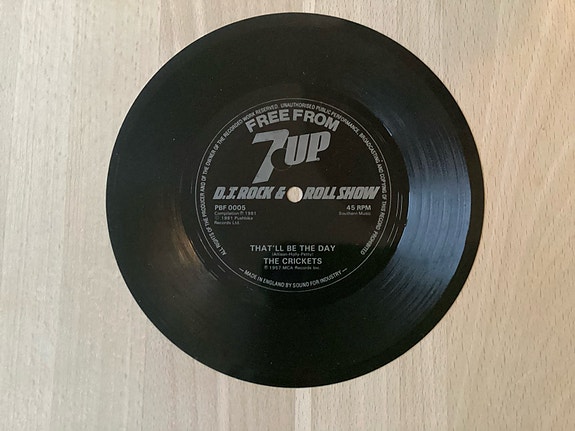 ALL RIGHTS OF THE PRODUCER AND OF THE OWNER OF THE RECORDED WORK RESERVED. UNAUTHORISED PUBLIC PERFORMANCE, BROADCASTING AND COPYING OF THIS RECORD PROHIBITED
FREE FROM
7UP
D.J. ROCK & ROLL SHOW
PBF 0005
45 RPM
Compilation ℗ 1981
Southern Music
© 1981 Pushbike
Records Ltd.
THAT'LL BE THE DAY
(Allison-Holly-Petty)
THE CRICKETS
℗ 1957 MCA Records Inc.
MADE IN ENGLAND BY SOUND FOR INDUSTRY